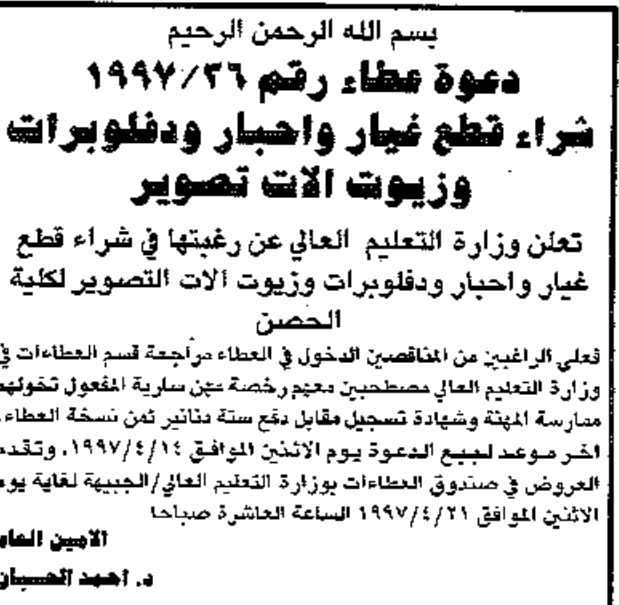 بسم الله الرحمن الرحيم
دعوة عطاء رقم ١٩٩٧/٢٦
شراء قطع غيار واحبار ودفلوبرات
وزيوت الات تصوير
تعلن وزارة التعليم العالي عن رغبتها في شراء قطع
غيار واحبار ودفلوبرات وزيوت الات التصوير لكلية
الحصن
فعلى الراغبين من المناقصين الدخول في العطاء مراجعة قسم العطاءات في
وزارة التعليم العالي مصطحبين معهم رخصة مهن سارية المفعول تخولهم
ممارسة المهنة وشهادة تسجيل مقابل دفع ستة دنانير ثمن نسخة العطاء.
اخر موعد لبيع الدعوة يوم الاثنين الموافق ١٩٩٧/٤/١٤، وتقدم
العروض في صندوق العطاءات بوزارة التعليم العالي/الجبيهة لغاية يوم
الاثنين الموافق ١٩٩٧/٤/٢١ الساعة العاشرة صباحا
الامين العام
د. احمد الحسبان